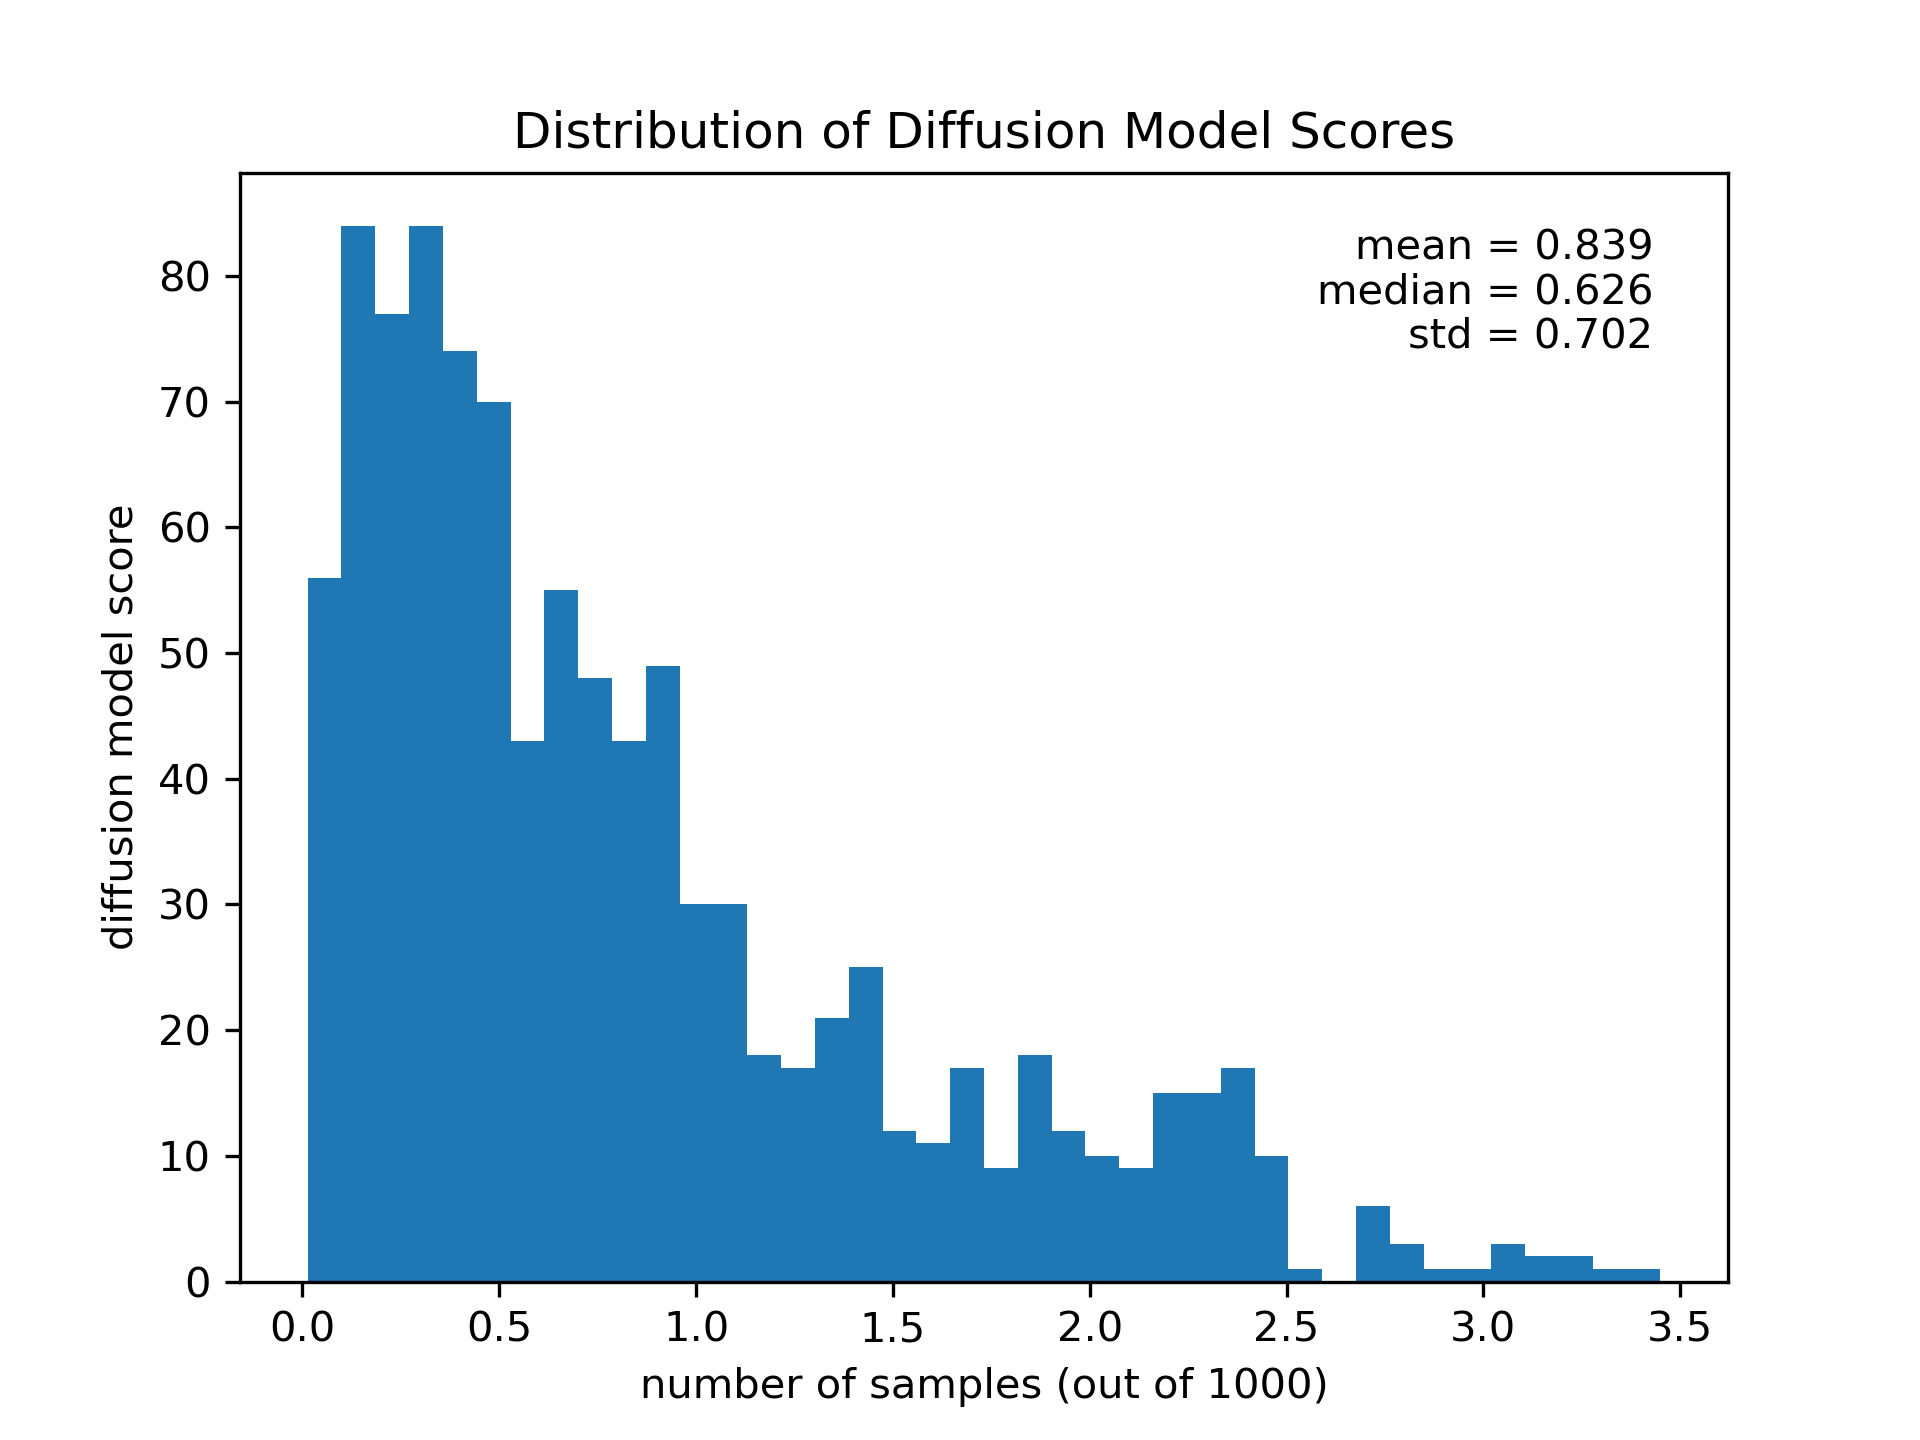 Distribution of Diffusion Model Scores
mean = 0.839
median = 0.626
std = 0.702
diffusion model score
80
70
60
50
40
30
20
10
0
0.0 0.5 1.0 1.5 2.0 2.5 3.0 3.5
number of samples (out of 1000)